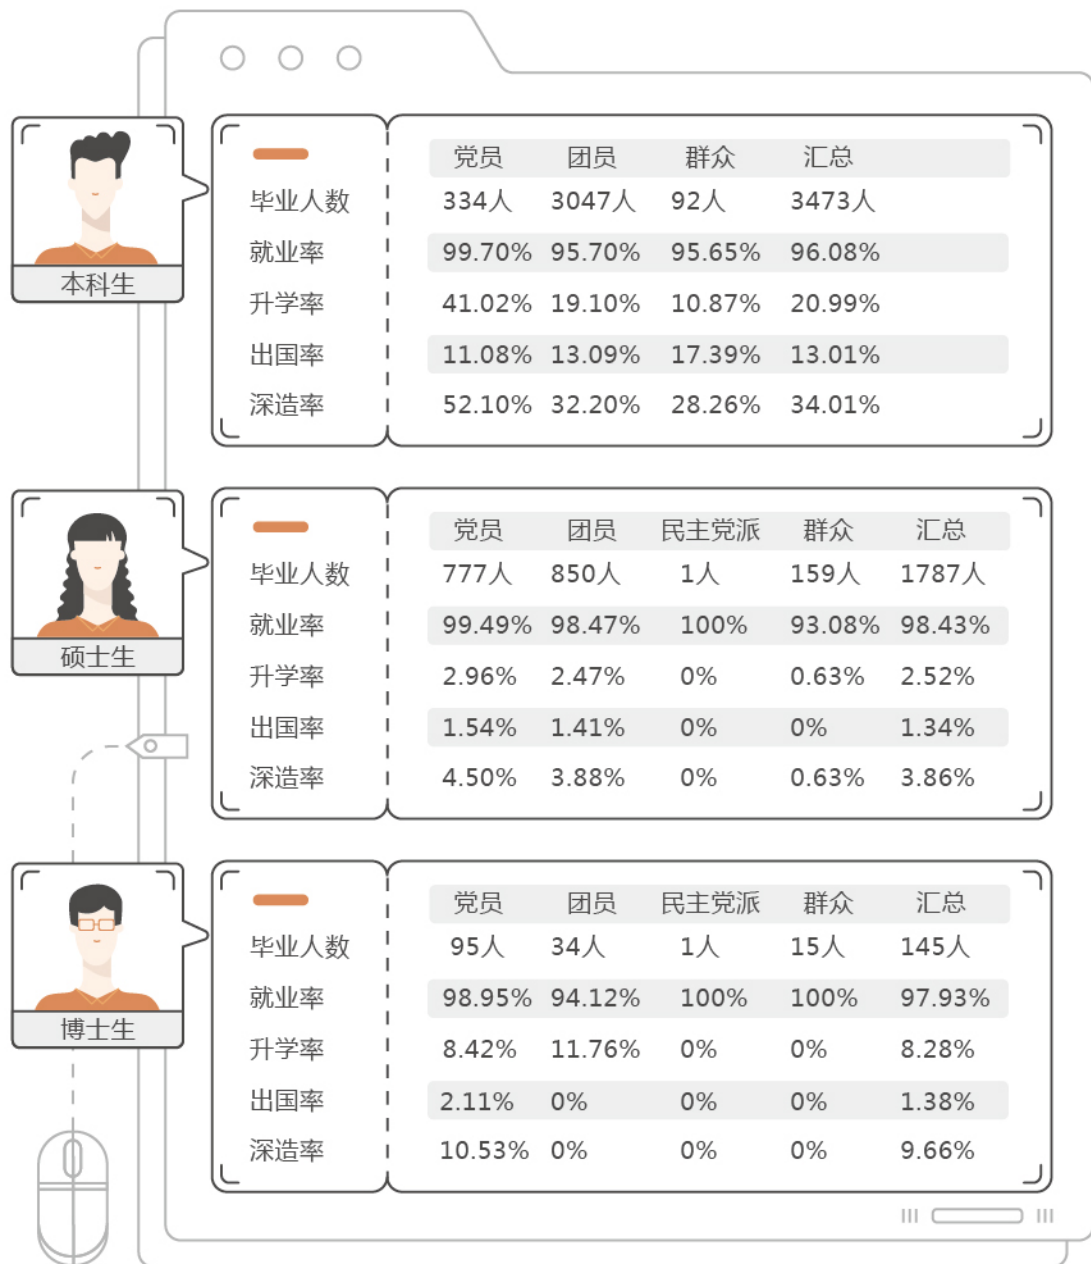 本科生
党员 团员 群众 汇总
毕业人数 334人 3047人 92人 3473人
就业率 99.70% 95.70% 95.65% 96.08%
升学率 41.02% 19.10% 10.87% 20.99%
出国率 11.08% 13.09% 17.39% 13.01%
深造率 52.10% 32.20% 28.26% 34.01%
硕士生
党员 团员 民主党派 群众 汇总
毕业人数 777人 850人 1人 159人 1787人
就业率 99.49% 98.47% 100% 93.08% 98.43%
升学率 2.96% 2.47% 0% 0.63% 2.52%
出国率 1.54% 1.41% 0% 0% 1.34%
深造率 4.50% 3.88% 0% 0.63% 3.86%
博士生
党员 团员 民主党派 群众 汇总
毕业人数 95人 34人 1人 15人 145人
就业率 98.95% 94.12% 100% 100% 97.93%
升学率 8.42% 11.76% 0% 0% 8.28%
出国率 2.11% 0% 0% 0% 1.38%
深造率 10.53% 0% 0% 0% 9.66%